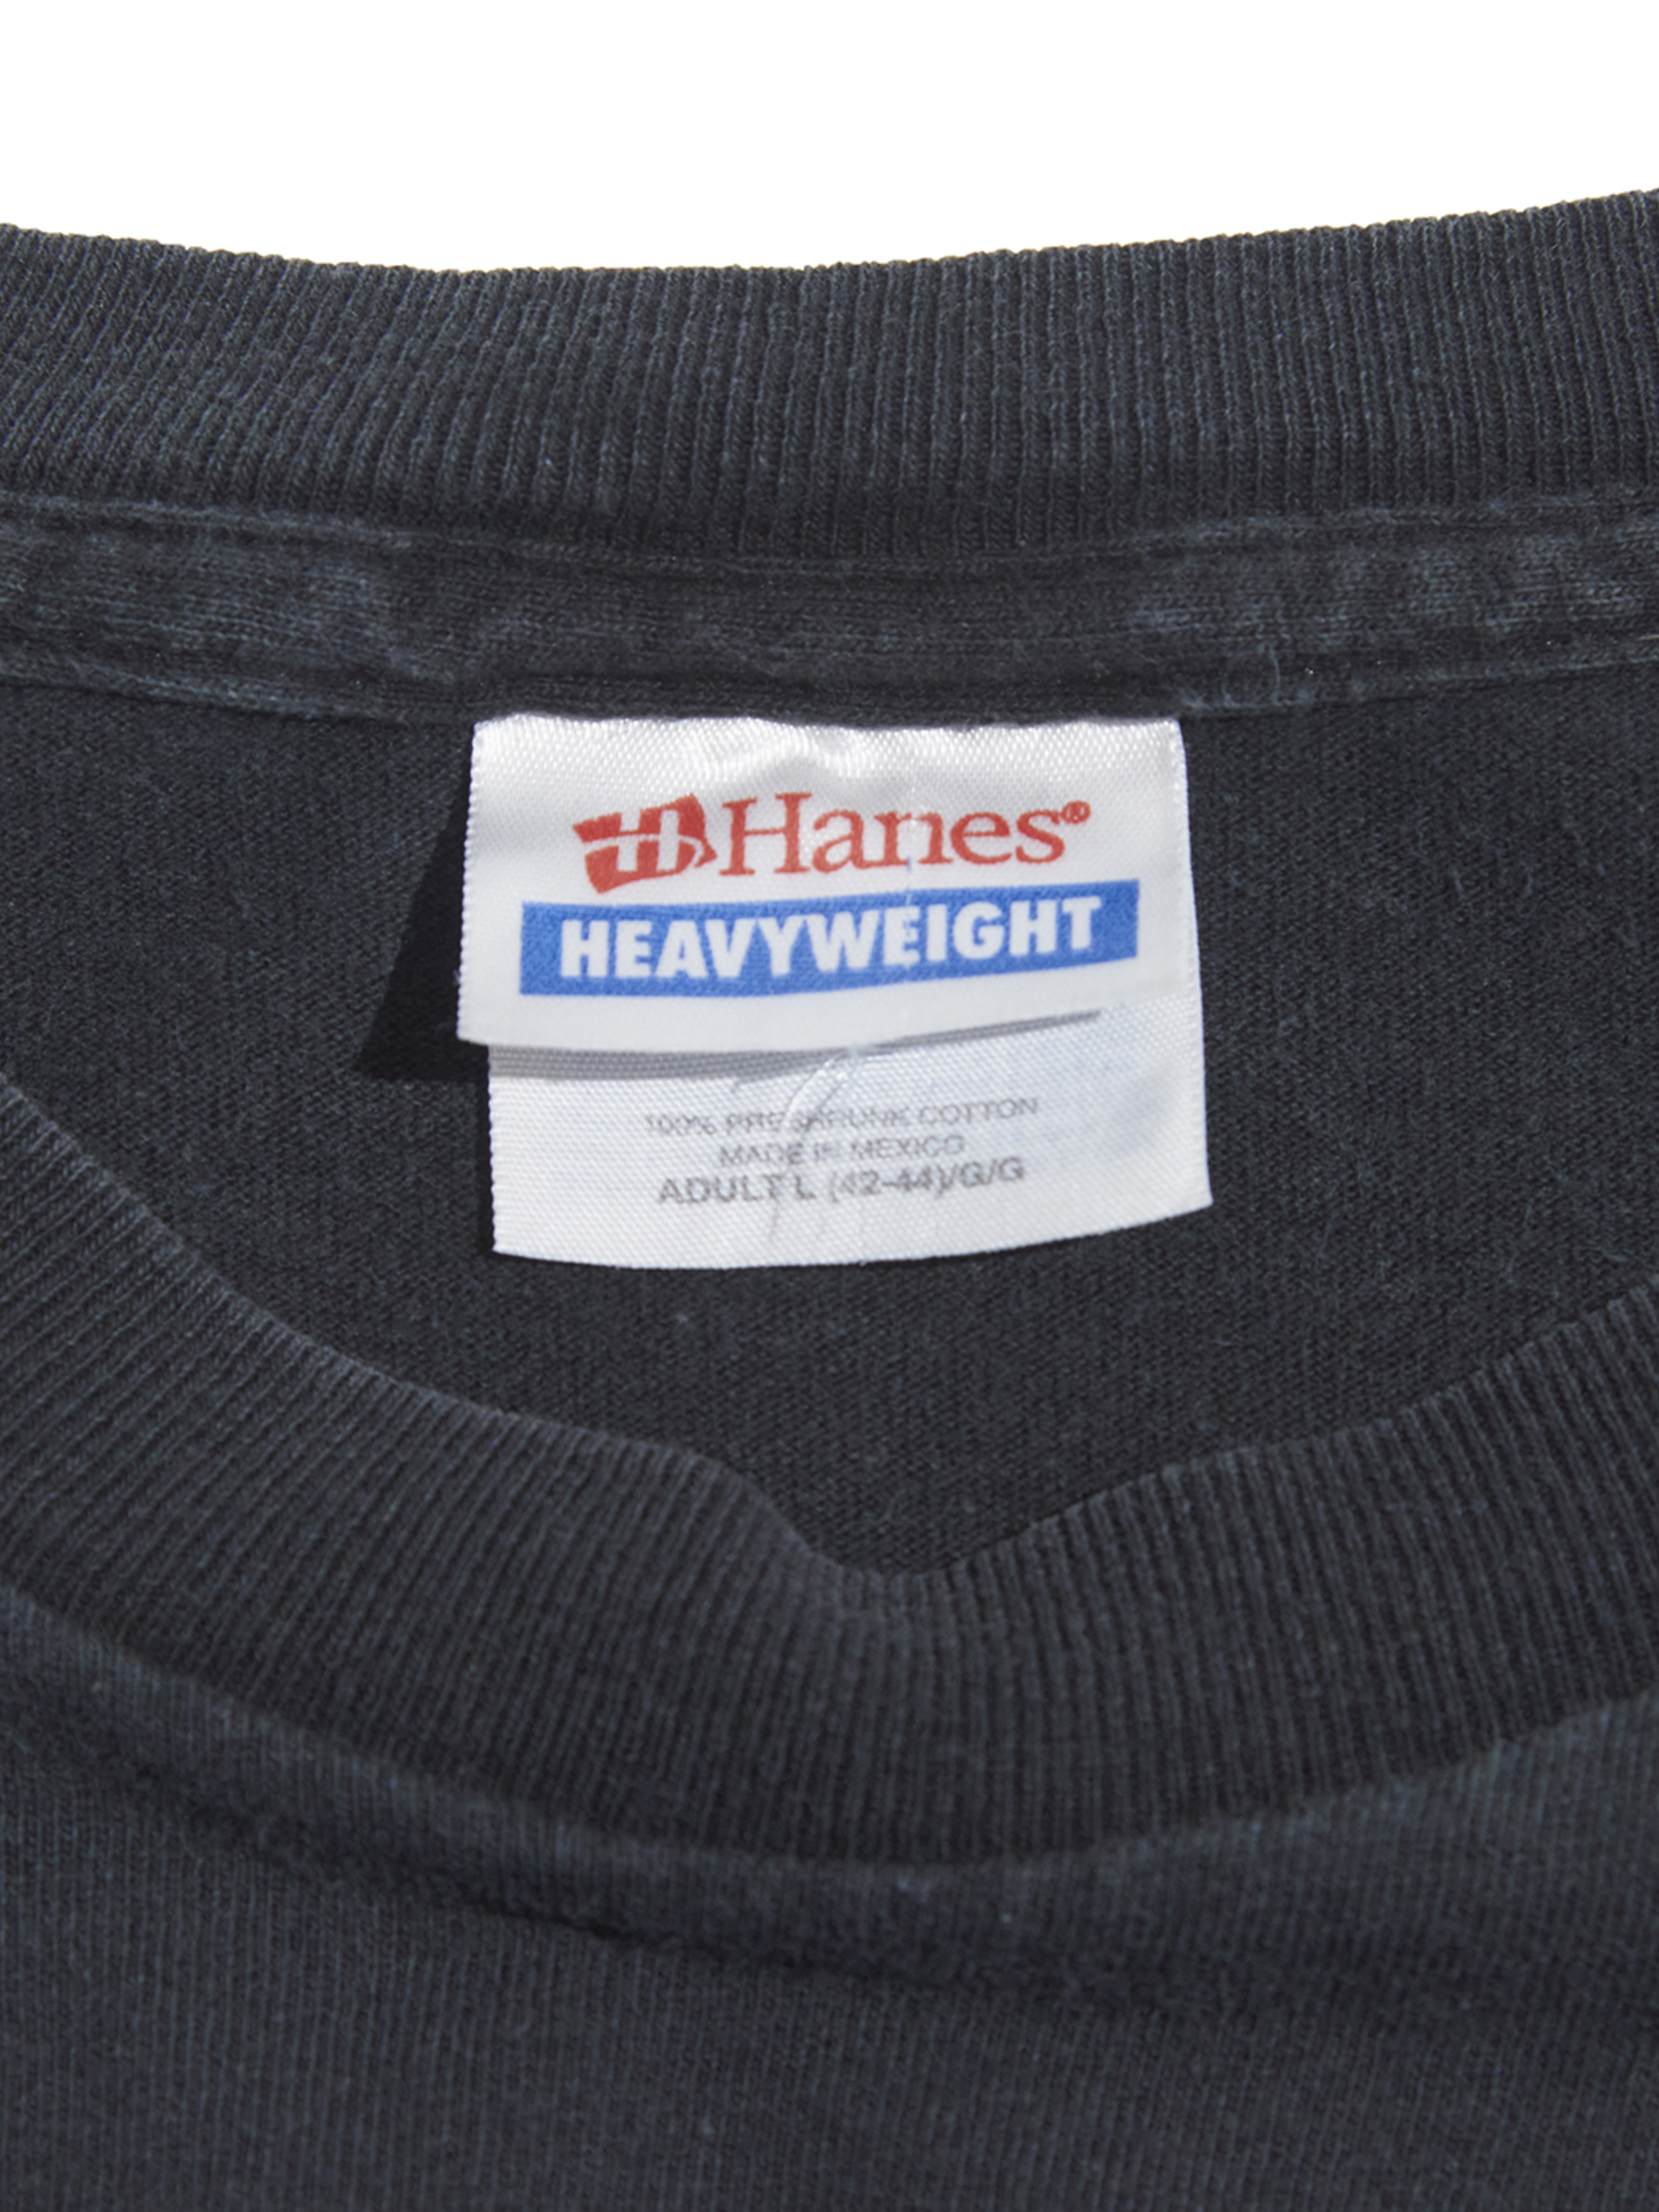 Hanes®
HEAVYWEIGHT
100% PRESHRUNK COTTON
MADE IN MEXICO
ADULT L (42-44)/G/G